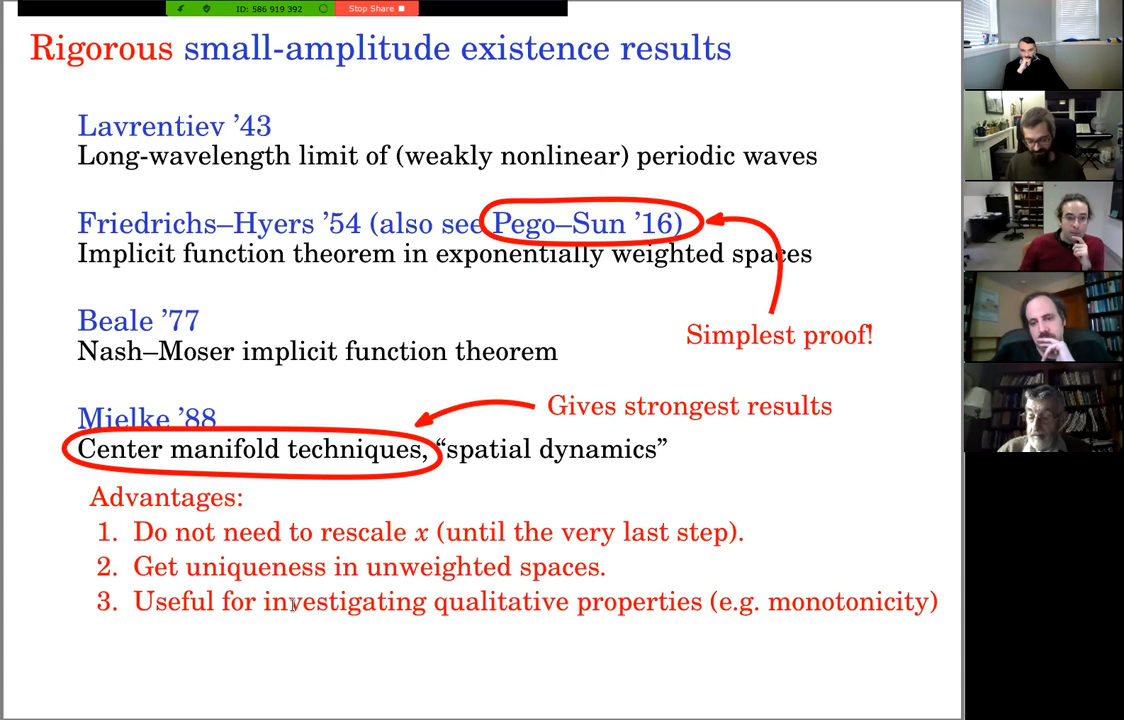 ID: 586 919 392
Stop Share
Rigorous small-amplitude existence results
Lavrentiev ’43
Long-wavelength limit of (weakly nonlinear) periodic waves
Friedrichs–Hyers ’54 (also see Pego–Sun ’16)
Implicit function theorem in exponentially weighted spaces
Beale ’77
Simplest proof!
Nash–Moser implicit function theorem
Gives strongest results
Mielke ’88
Center manifold techniques, “spatial dynamics”
Advantages:
1. Do not need to rescale x (until the very last step).
2. Get uniqueness in unweighted spaces.
3. Useful for investigating qualitative properties (e.g. monotonicity)